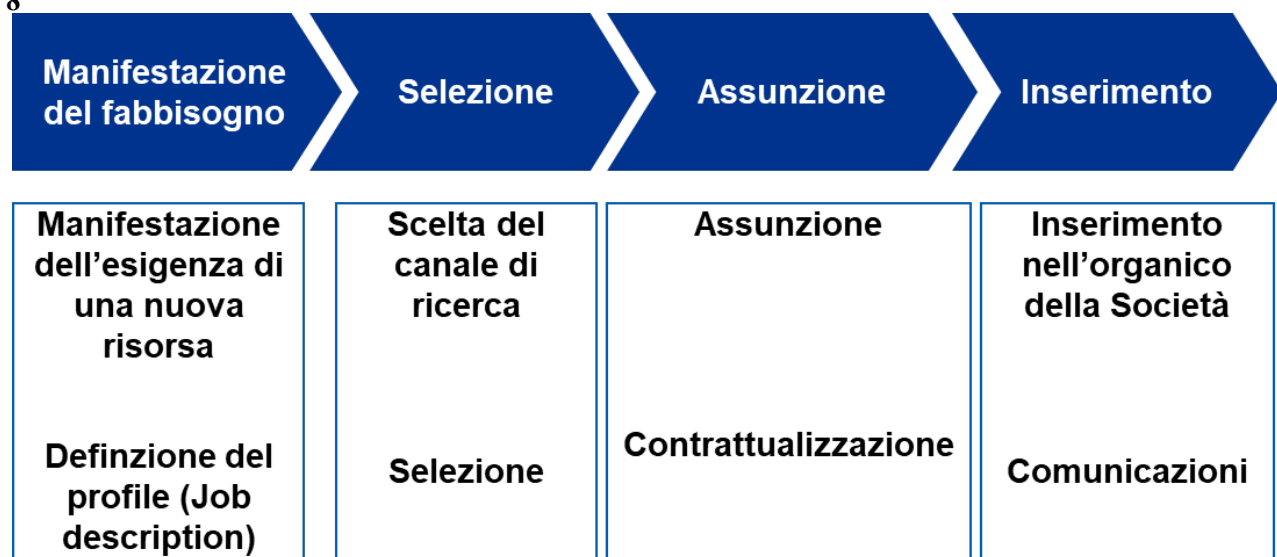 Manifestazione
del fabbisogno
Selezione
Assunzione
Inserimento
Manifestazione
dell'esigenza di
una nuova
risorsa
Definzione del
profile (Job
description)
Scelta del
canale di
ricerca
Selezione
Assunzione
Contrattualizzazione
Inserimento
nell'organico
della Società
Comunicazioni